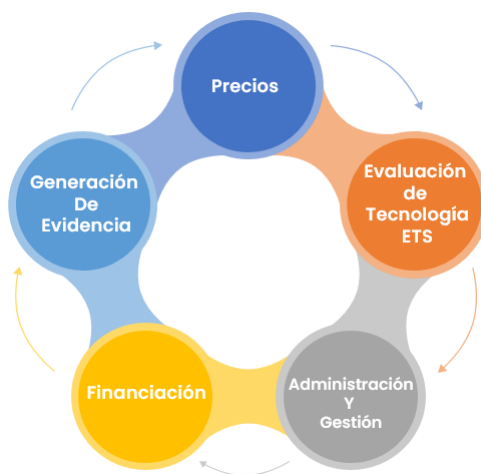 Precios
Evaluación
de
Tecnología
ETS
Administración
Y
Gestión
Financiación
Generación
De
Evidencia